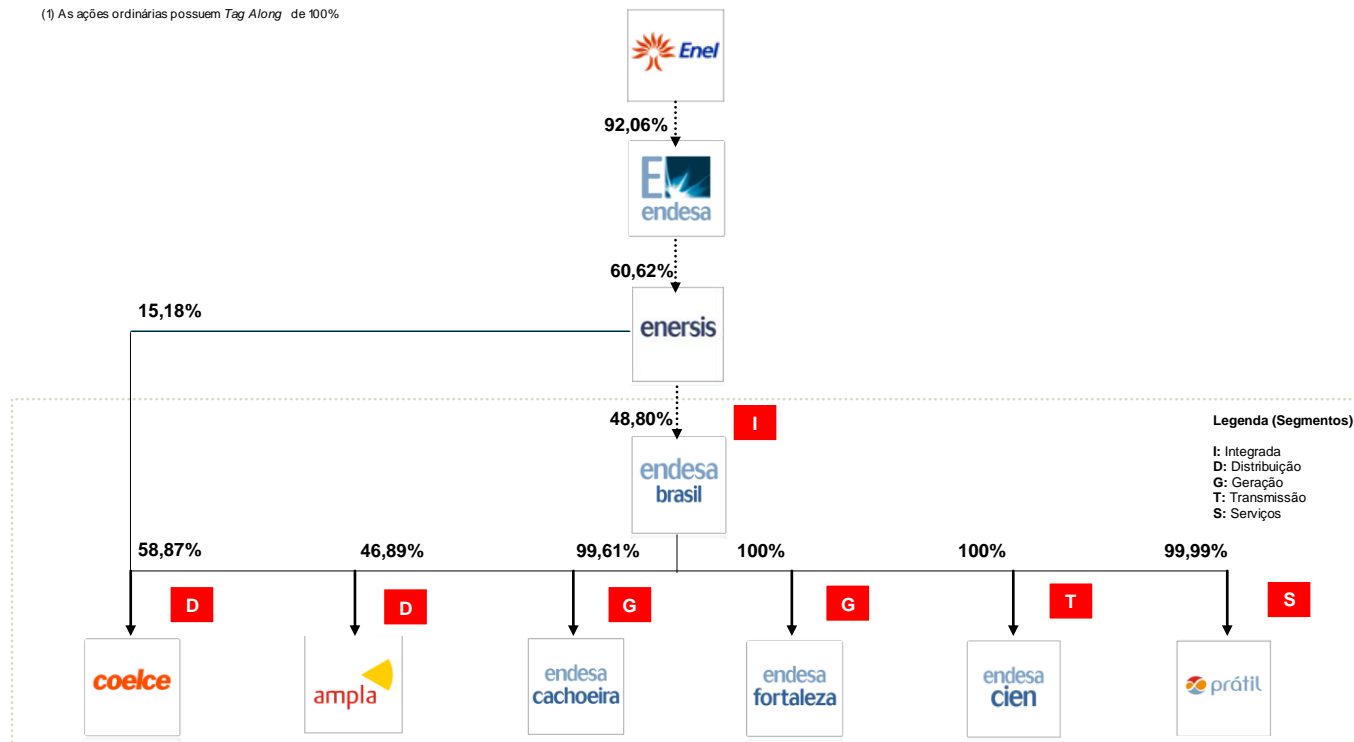 (1) As ações ordinárias possuem Tag Along de 100%
Enel
92,06%
E
endesa
60,62%
15,18%
enersis
48,80%
I
Legenda (Segmentos)
I: Integrada
D: Distribuição
G: Geração
T: Transmissão
S: Serviços
endesa
brasil
58,87%
46,89%
99,61%
100%
100%
99,99%
D
D
G
G
T
S
coelce
ampla
endesa
cachoeira
endesa
fortaleza
endesa
cien
prátil